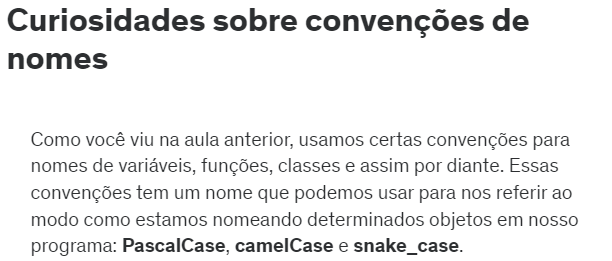 Curiosidades sobre convenções de
nomes
Como você viu na aula anterior, usamos certas convenções para
nomes de variáveis, funções, classes e assim por diante. Essas
convenções tem um nome que podemos usar para nos referir ao
modo como estamos nomeando determinados objetos em nosso
programa: PascalCase, camelCase e snake_case.